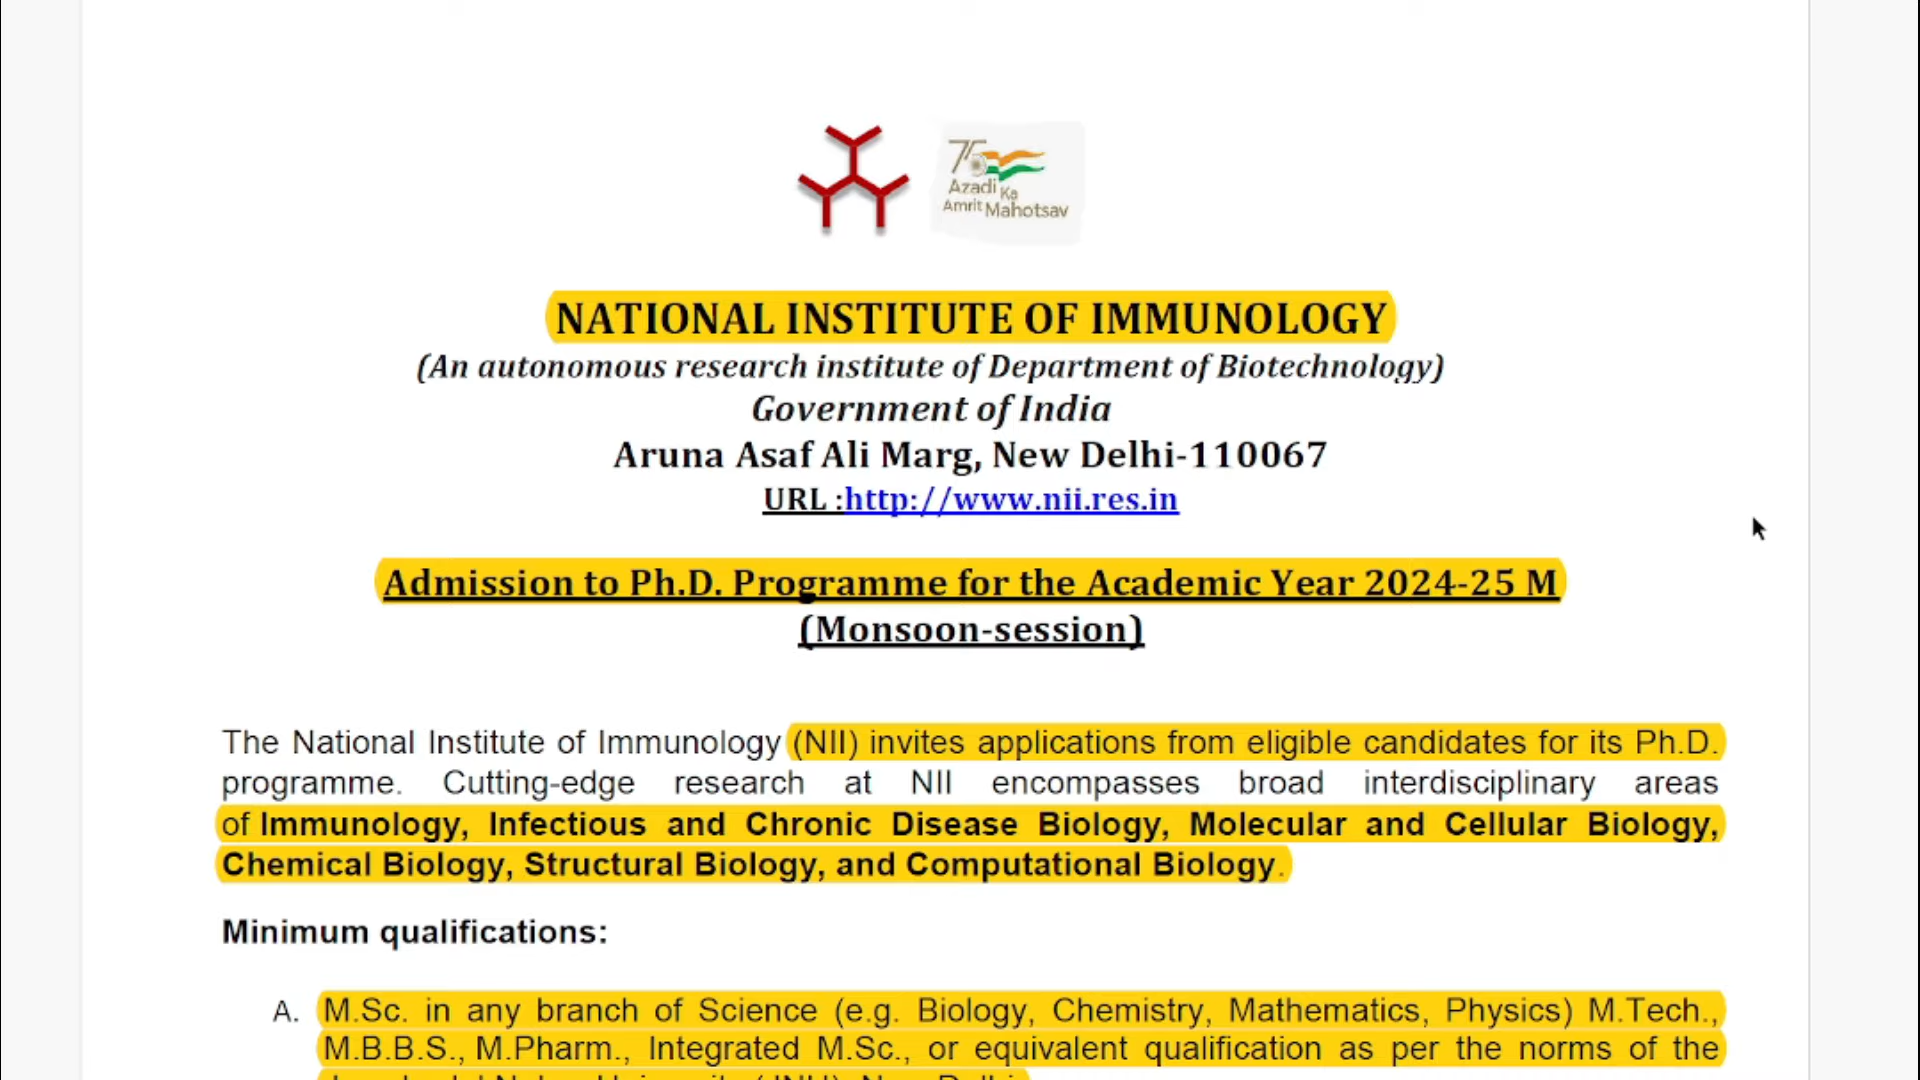 75
Azadi Ka
Amrit Mahotsav
NATIONAL INSTITUTE OF IMMUNOLOGY
(An autonomous research institute of Department of Biotechnology)
Government of India
Aruna Asaf Ali Marg, New Delhi-110067
URL :http://www.nii.res.in
Admission to Ph.D. Programme for the Academic Year 2024-25 M
(Monsoon-session)
The National Institute of Immunology (NII) invites applications from eligible candidates for its Ph.D.
programme. Cutting-edge research at NII encompasses broad interdisciplinary areas
of Immunology, Infectious and Chronic Disease Biology, Molecular and Cellular Biology,
Chemical Biology, Structural Biology, and Computational Biology.
Minimum qualifications:
A. M.Sc. in any branch of Science (e.g. Biology, Chemistry, Mathematics, Physics) M.Tech.,
M.B.B.S., M.Pharm., Integrated M.Sc., or equivalent qualification as per the norms of the